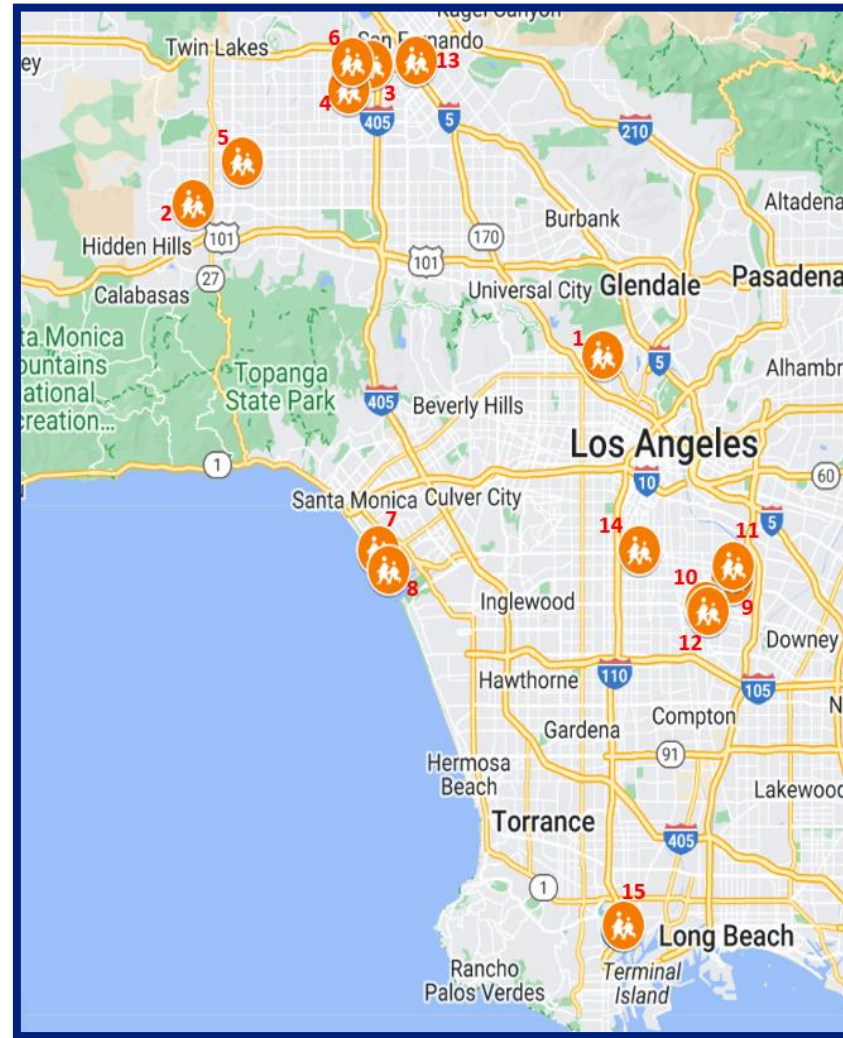 Kagel Canyon
6
Twin Lakes
San Fernando
ey
13
4
3
405
5
5
210
2
Altadena
Burbank
Hidden Hills
101
170
27
101
Calabasas
Universal City
Glendale
Pasadena
ta Monica
ountains
ational
creation...
1
5
Topanga
State Park
405
Beverly Hills
Alhambr
Los Angeles
1
10
60
Santa Monica
Culver City
7
14
11
5
8
10
9
Inglewood
12
Downey
Hawthorne
110
105
N
Compton
Gardena
91
Hermosa
Beach
Lakewood
Torrance
405
1
15
Long Beach
Rancho
Palos Verdes
Terminal
Island